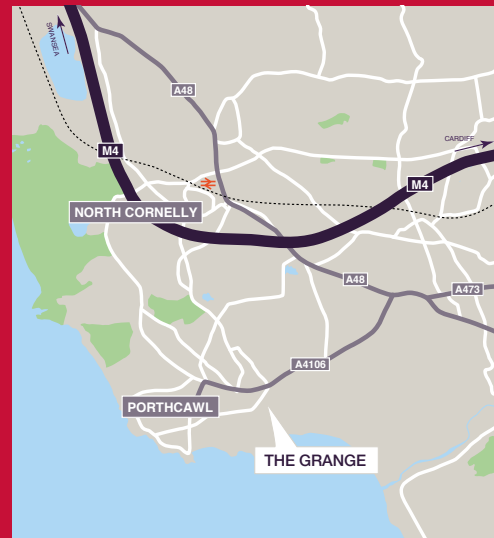 SWANSEA
A48
CARDIFF
M4
M4
NORTH CORNELLY
A48
A473
A4106
PORTHCAWL
THE GRANGE